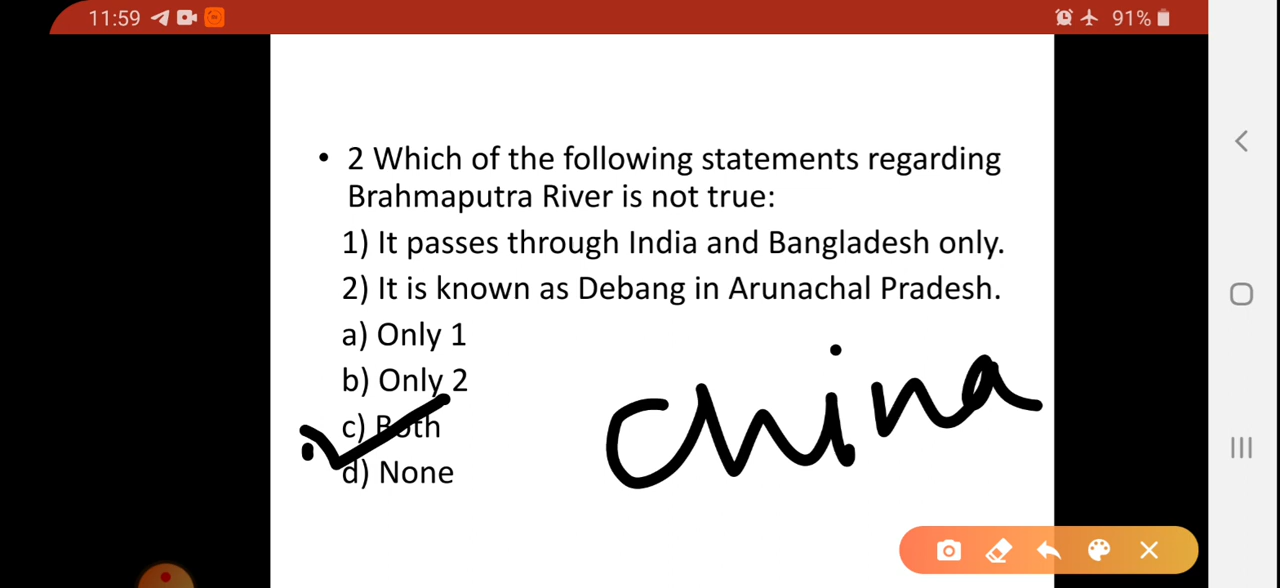 11:59
91%
• 2 Which of the following statements regarding
Brahmaputra River is not true:
1) It passes through India and Bangladesh only.
2) It is known as Debang in Arunachal Pradesh.
a) Only 1
b) Only 2
c) Both
d) None
China